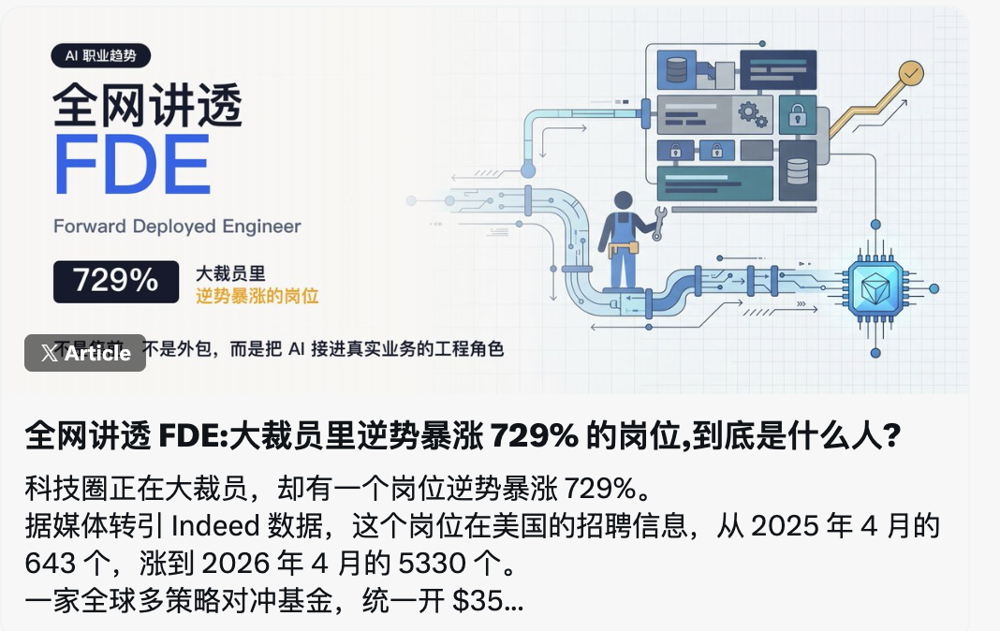 AI 职业趋势
全网讲透
FDE
Forward Deployed Engineer
729%
大裁员里
逆势暴涨的岗位
不是外包，而是把 AI 接进真实业务的工程角色
𝕏 Article
全网讲透 FDE:大裁员里逆势暴涨 729% 的岗位,到底是什么人?
科技圈正在大裁员，却有一个岗位逆势暴涨 729%。
据媒体转引 Indeed 数据，这个岗位在美国的招聘信息，从 2025 年 4 月的
643 个，涨到 2026 年 4 月的 5330 个。
一家全球多策略对冲基金，统一开 $35...